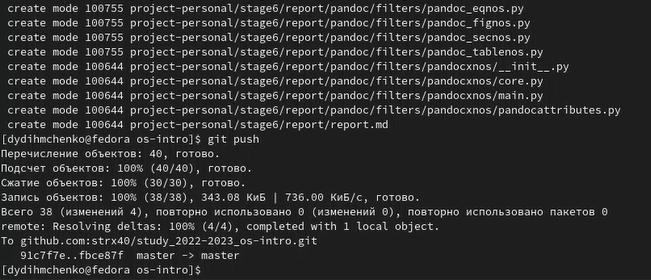 create mode 100755 project-personal/stage6/report/pandoc/filters/pandoc_eqnos.py
create mode 100755 project-personal/stage6/report/pandoc/filters/pandoc_fignos.py
create mode 100755 project-personal/stage6/report/pandoc/filters/pandoc_secnos.py
create mode 100755 project-personal/stage6/report/pandoc/filters/pandoc_tablenos.py
create mode 100644 project-personal/stage6/report/pandoc/filters/pandocxnos/__init__.py
create mode 100644 project-personal/stage6/report/pandoc/filters/pandocxnos/core.py
create mode 100644 project-personal/stage6/report/pandoc/filters/pandocxnos/main.py
create mode 100644 project-personal/stage6/report/pandoc/filters/pandocxnos/pandocattributes.py
create mode 100644 project-personal/stage6/report/report.md
[dydihmchenko@fedora os-intro]$ git push
Перечисление объектов: 40, готово.
Подсчет объектов: 100% (40/40), готово.
Сжатие объектов: 100% (30/30), готово.
Запись объектов: 100% (38/38), 343.08 КиБ | 736.00 КиБ/с, готово.
Всего 38 (изменений 4), повторно использовано 0 (изменений 0), повторно использовано пакетов 0
remote: Resolving deltas: 100% (4/4), completed with 1 local object.
To github.com:strx40/study_2022-2023_os-intro.git
91c7f7e..fbce87f  master -> master
[dydihmchenko@fedora os-intro]$